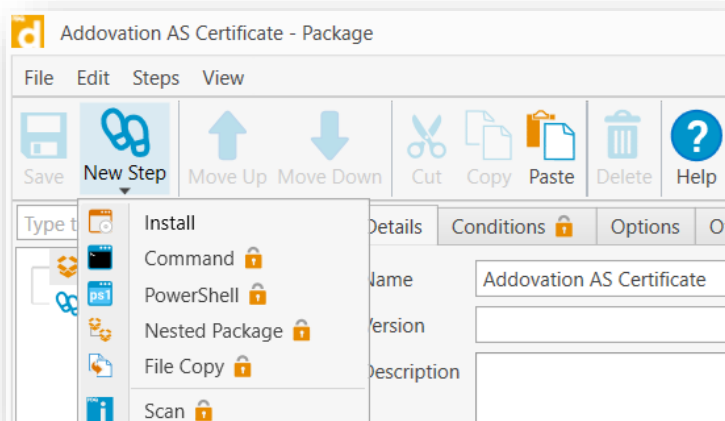 Addovation AS Certificate - Package
File Edit Steps View
Save New Step Move Up Move Down Cut Copy Paste Delete Help
Type
Install
Details Conditions Options
Command
Name Addovation AS Certificate
ps1 PowerShell
Version
Nested Package
File Copy
Description
Scan